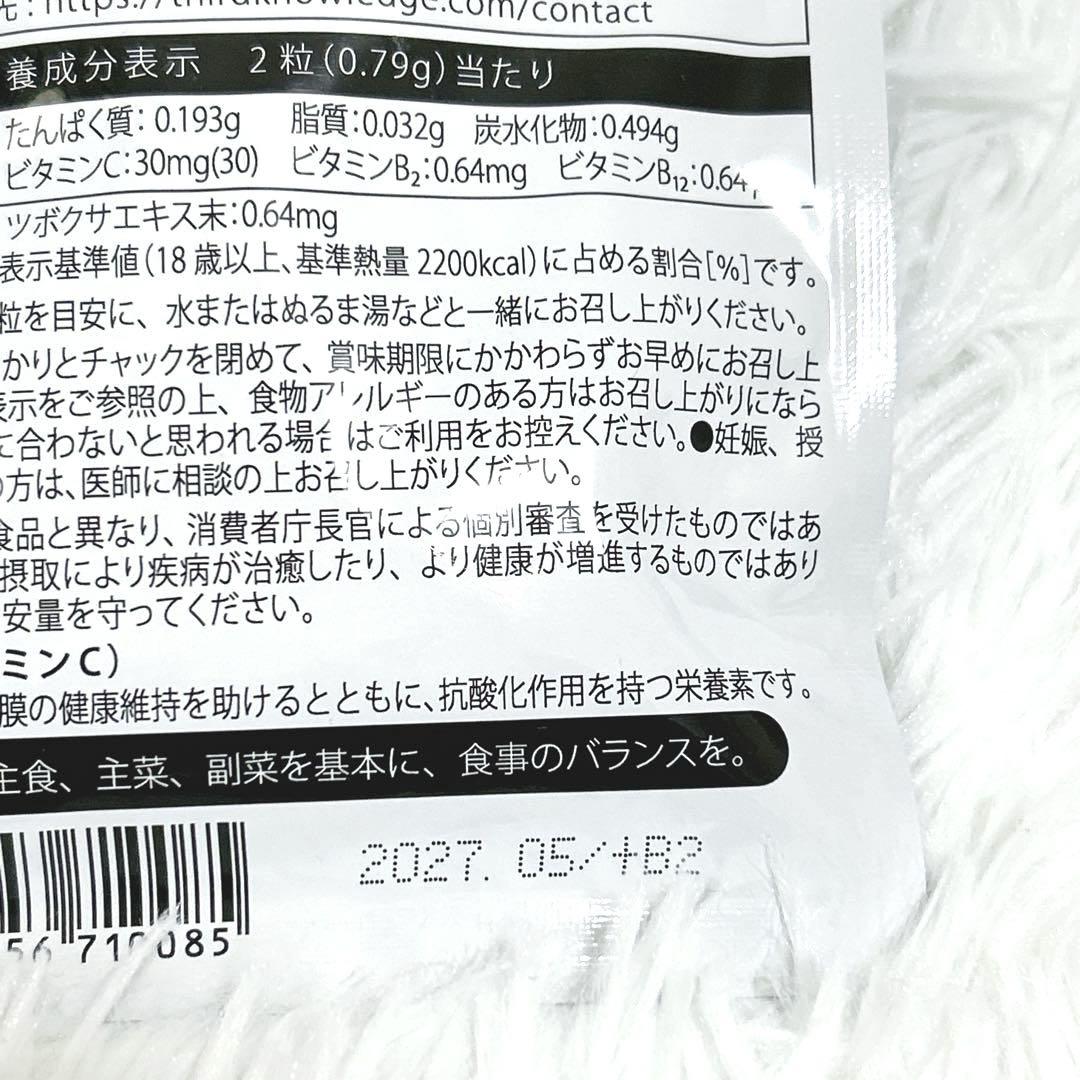 先：https://thirdknowledge.com/contact
養成分表示 2粒(0.79g)当たり
たんぱく質：0.193g 脂質：0.032g 炭水化物：0.494g
ビタミンC：30mg(30) ビタミンB₂：0.64mg ビタミンB₁₂：0.64
ツボクサエキス末：0.64mg
表示基準値(18歳以上、基準熱量2200kcal)に占める割合[%]です。
粒を目安に、水またはぬるま湯などと一緒にお召し上がりください。
かりとチャックを閉めて、賞味期限にかかわらずお早めにお召し上
表示をご参照の上、食物アレルギーのある方はお召し上がりになら
に合わないと思われる場合はご利用をお控えください。●妊娠、授
の方は、医師に相談の上お召し上がりください。
食品と異なり、消費者庁長官による個別審査を受けたものではあ
摂取により疾病が治癒したり、より健康が増進するものではあり
安量を守ってください。
ミンC)
膜の健康維持を助けるとともに、抗酸化作用を持つ栄養素です。
主食、主菜、副菜を基本に、食事のバランスを。
2027. 05/+B2
56 710085